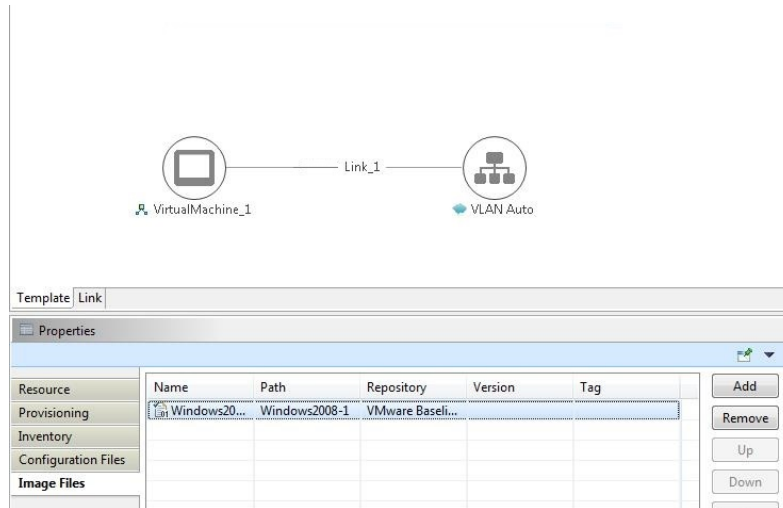 Link_1
VirtualMachine_1 VLAN Auto
Template Link
Properties
Resource Name Path Repository Version Tag Add
Provisioning Windows20... Windows2008-1 VMware Baseli... Remove
Inventory Up
Configuration Files
Image Files Down